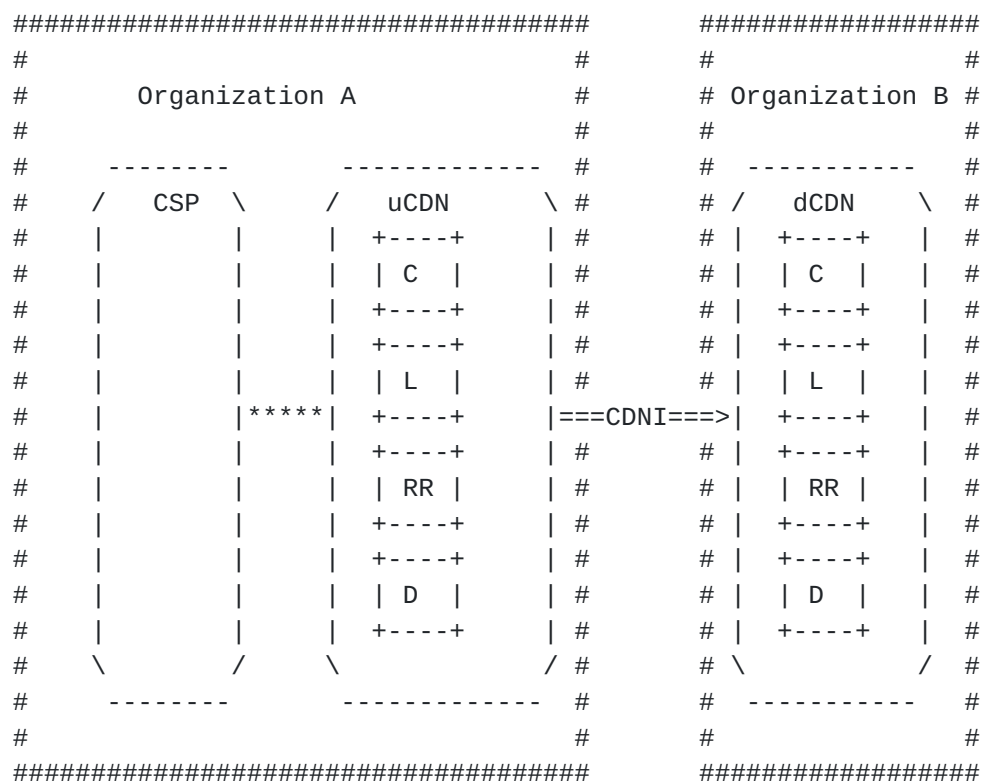 #####################################       ##################
#                                   #       #                #
#       Organization A              #       # Organization B #
#                                   #       #                #
#     --------       -------------  #       #  -----------   #
#    /   CSP  \     /   uCDN      \ #       # /   dCDN    \  #
#    |        |     |  +----+     | #       # |  +----+   |  #
#    |        |     |  | C  |     | #       # |  | C  |   |  #
#    |        |     |  +----+     | #       # |  +----+   |  #
#    |        |     |  +----+     | #       # |  +----+   |  #
#    |        |     |  | L  |     | #       # |  | L  |   |  #
#    |        |*****|  +----+     |===CDNI===>|  +----+   |  #
#    |        |     |  +----+     | #       # |  +----+   |  #
#    |        |     |  | RR |     | #       # |  | RR |   |  #
#    |        |     |  +----+     | #       # |  +----+   |  #
#    |        |     |  +----+     | #       # |  +----+   |  #
#    |        |     |  | D  |     | #       # |  | D  |   |  #
#    |        |     |  +----+     | #       # |  +----+   |  #
#    \        /     \             / #       # \           /  #
#     --------       -------------  #       #  -----------   #
#                                   #       #                #
#####################################       ##################